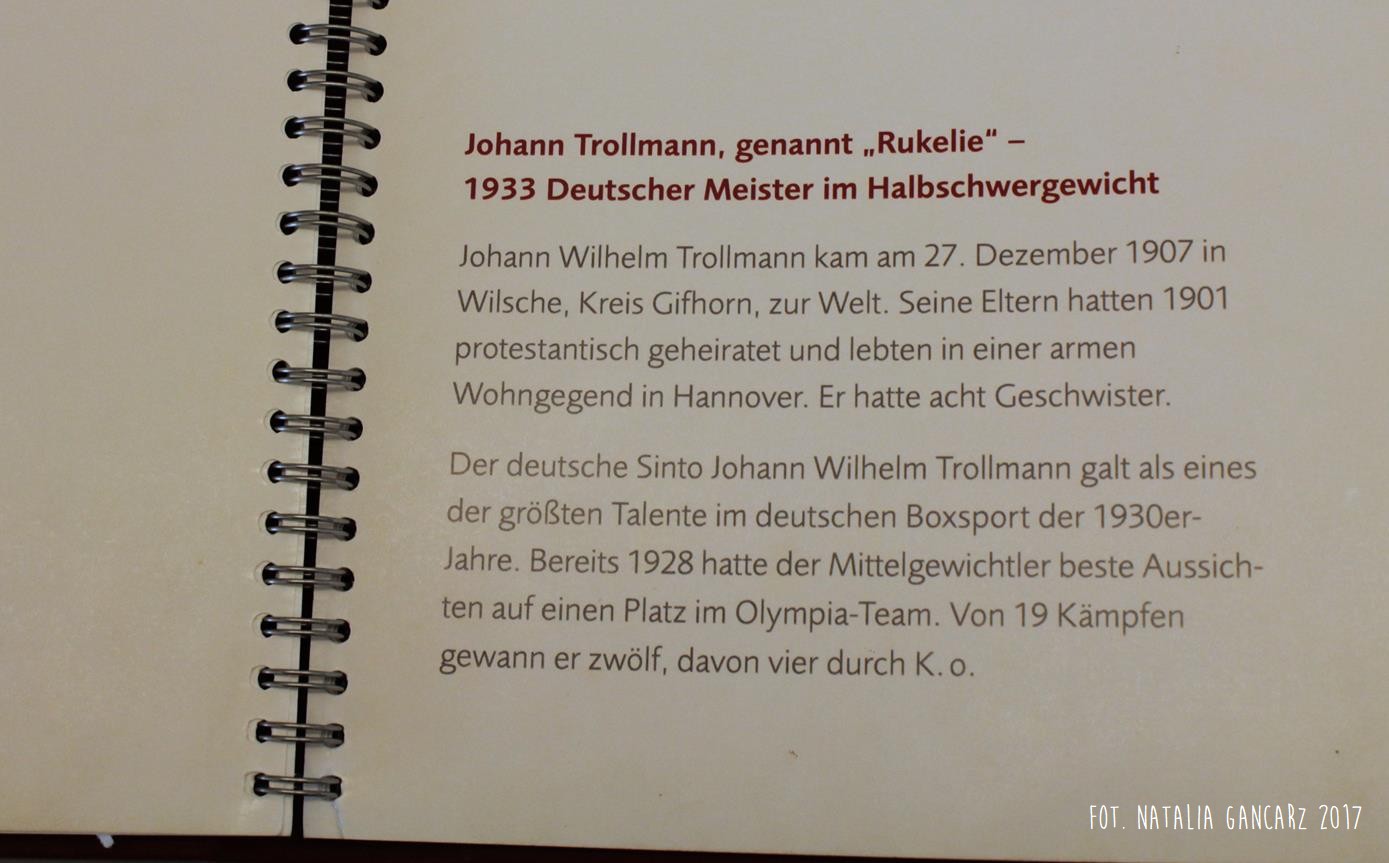 Johann Trollmann, genannt „Rukelie“ –
1933 Deutscher Meister im Halbschwergewicht
Johann Wilhelm Trollmann kam am 27. Dezember 1907 in
Wilsche, Kreis Gifhorn, zur Welt. Seine Eltern hatten 1901
protestantisch geheiratet und lebten in einer armen
Wohngegend in Hannover. Er hatte acht Geschwister.
Der deutsche Sinto Johann Wilhelm Trollmann galt als eines
der größten Talente im deutschen Boxsport der 1930er-
Jahre. Bereits 1928 hatte der Mittelgewichtler beste Aussich-
ten auf einen Platz im Olympia-Team. Von 19 Kämpfen
gewann er zwölf, davon vier durch K. o.
FOT. NATALIA GANCARZ 2017